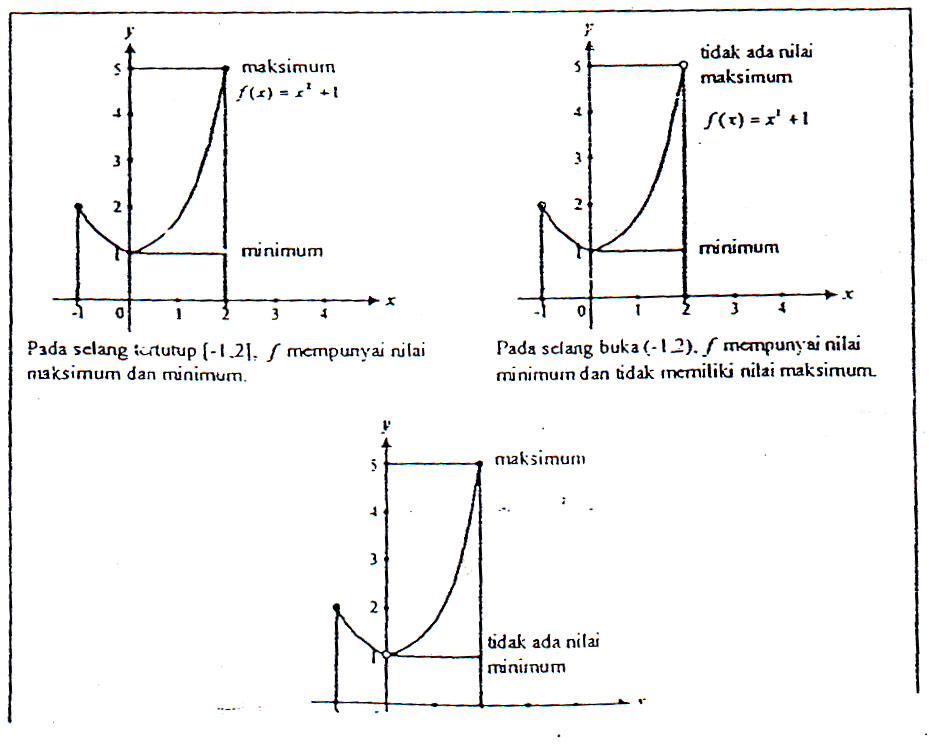 y
5 maksimum
f(x) = x² + 1
4
3
2
1 minimum
-1 0 1 2 3 4 x
Pada selang tertutup [-1,2], f mempunyai nilai
maksimum dan minimum.
y
5 tidak ada nilai
maksimum
4 f(x) = x² + 1
3
2
1 minimum
-1 0 1 2 3 4 x
Pada selang buka (-1,2), f mempunyai nilai
minimum dan tidak memiliki nilai maksimum.
y
5 maksimum
4
3
2
tidak ada nilai
1 minimum